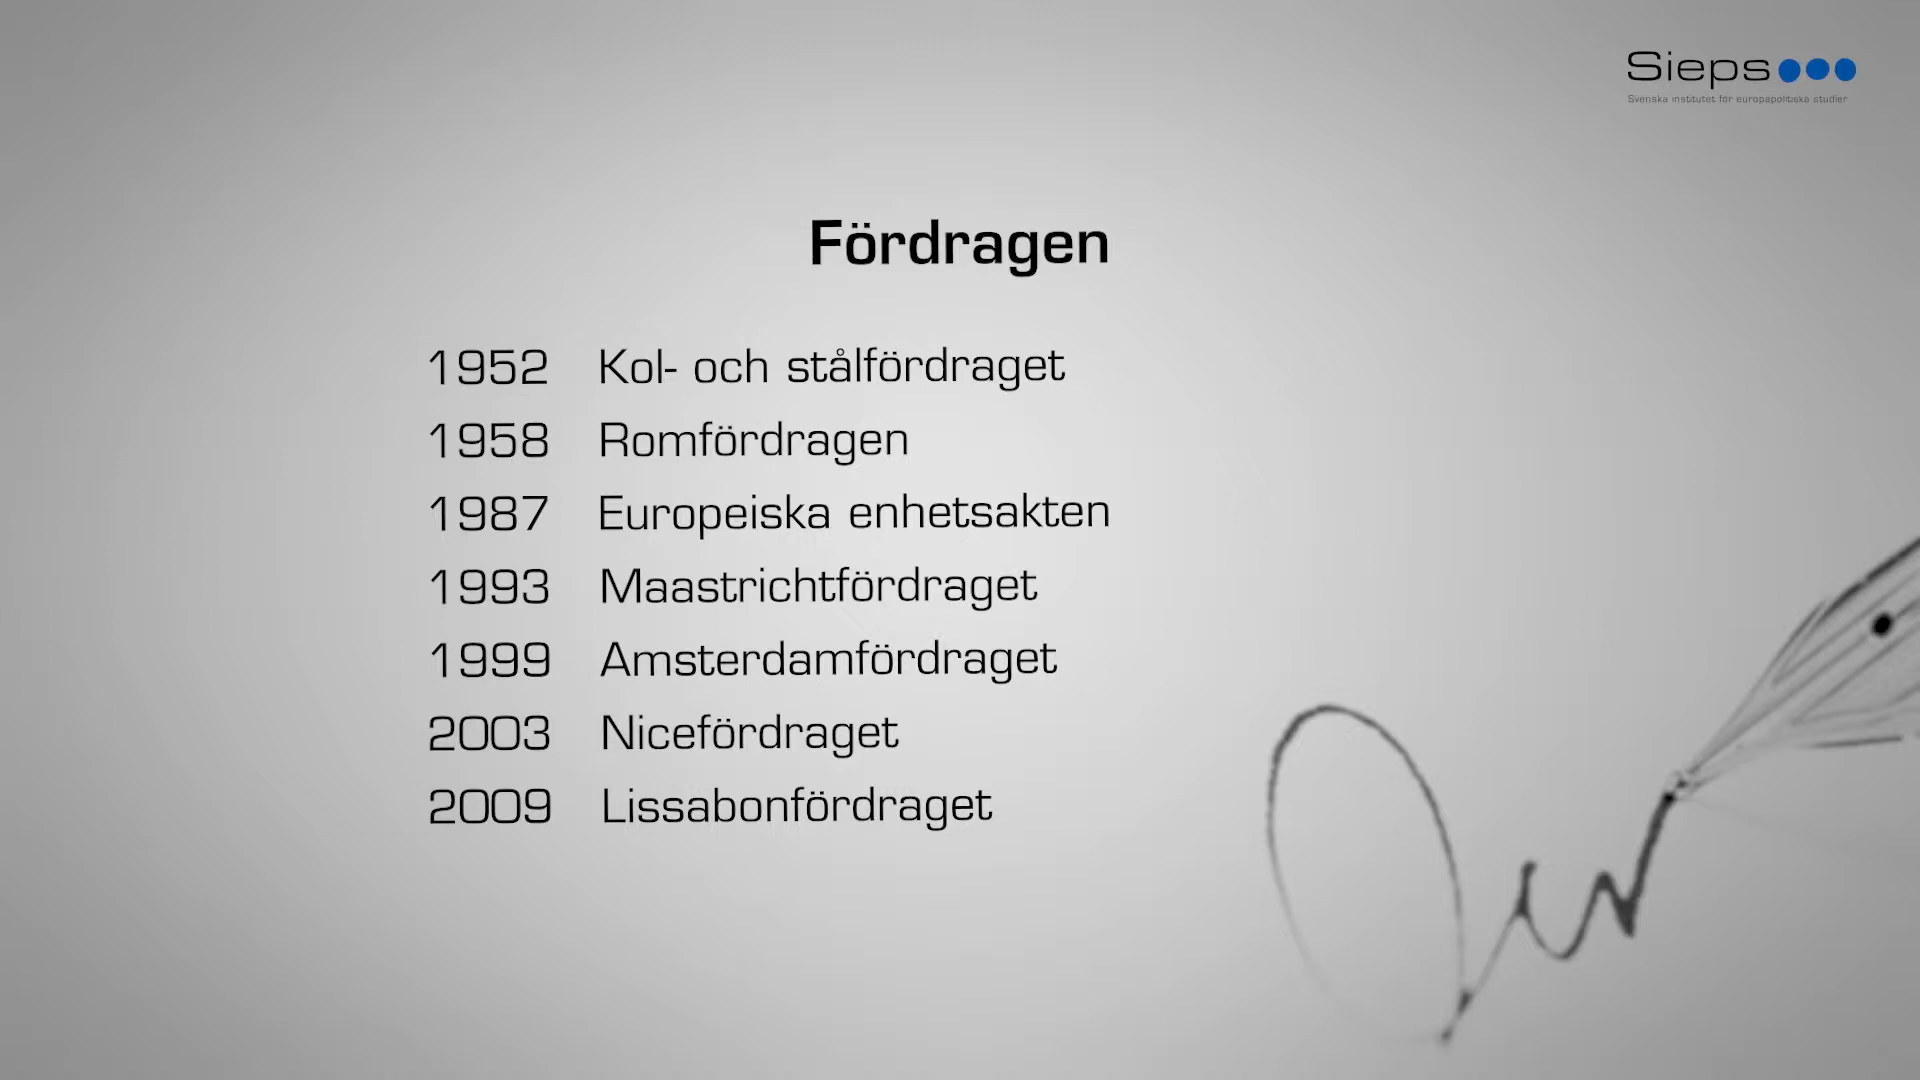 Sieps
Svenska institutet för europapolitiska studier
Fördragen
1952 Kol- och stålfördraget
1958 Romfördragen
1987 Europeiska enhetsakten
1993 Maastrichtfördraget
1999 Amsterdamfördraget
2003 Nicefördraget
2009 Lissabonfördraget